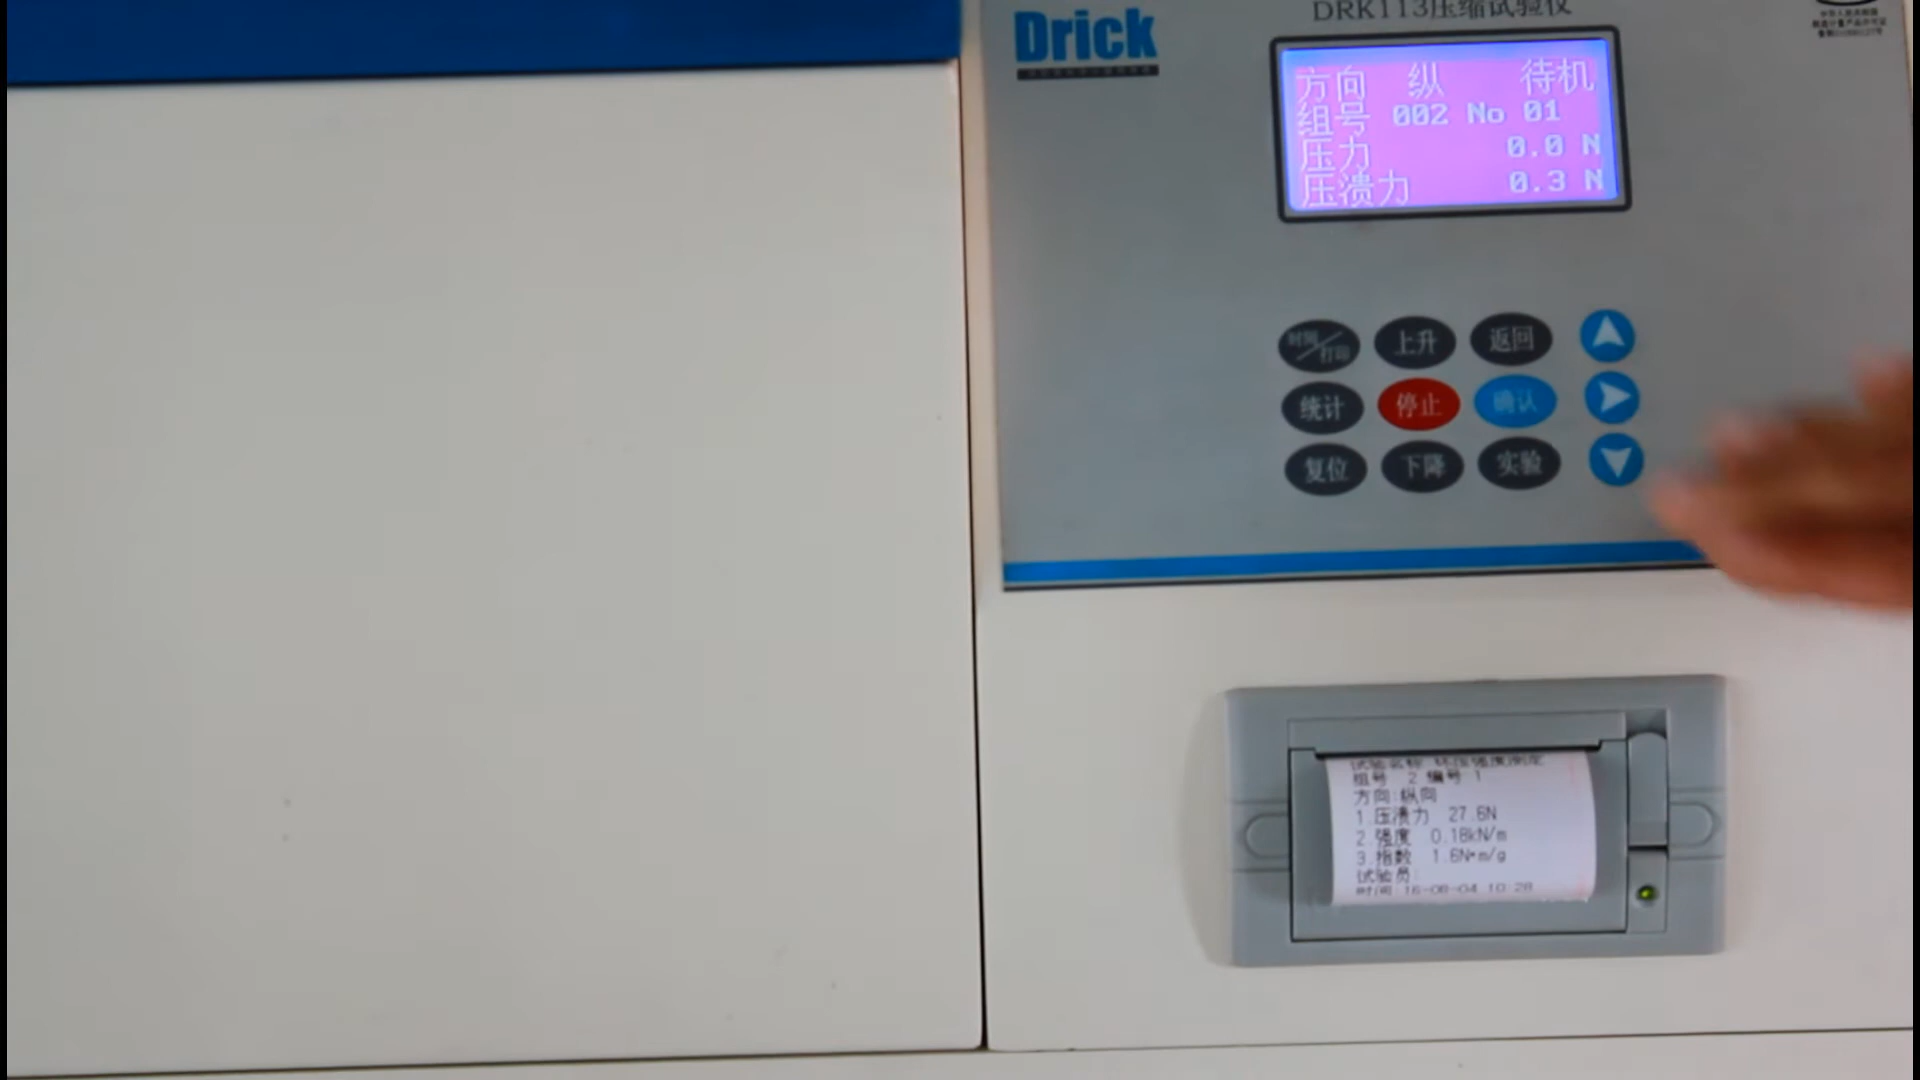 Drick
DRK113压缩试验仪
方向 纵 待机
组号 002 No 01
压力 0.0 N
压溃力 0.3 N
时间/打印 上升 返回
统计 停止 确认
复位 下降 实验
试验名称 环压强度测定
组号 2 编号 1
方向:纵向
1.压溃力 27.6N
2.强度 0.18kN/m
3.指数 1.6N*m/g
试验员:
时间:16-08-04 10:28